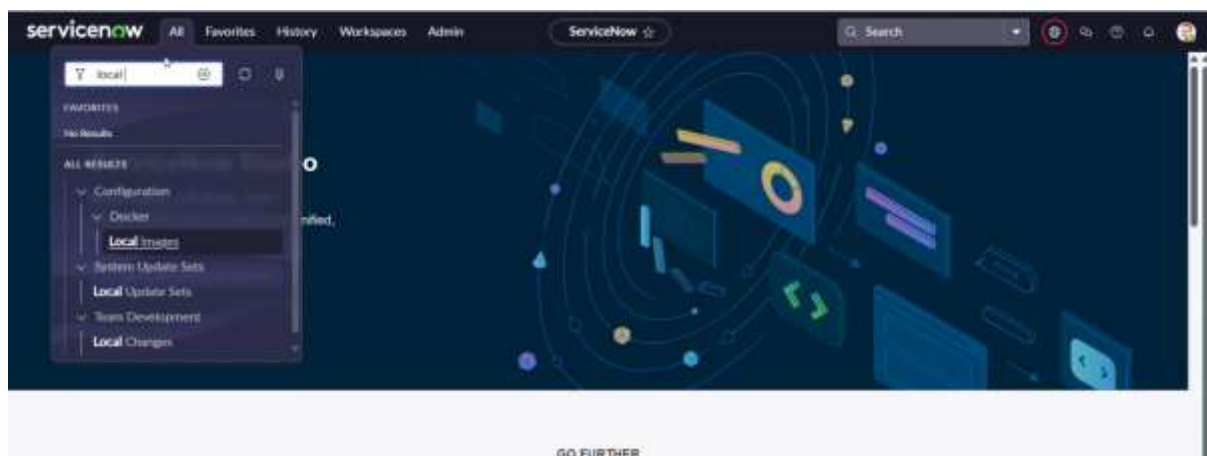 servicenow All Favorites History Workspaces Admin ServiceNow Search
local
FAVORITES
No Results
ALL RESULTS
o
Configuration
Docker
nified.
Local Images
System Update Sets
Local Update Sets
Team Development
Local Changes
GO FURTHER